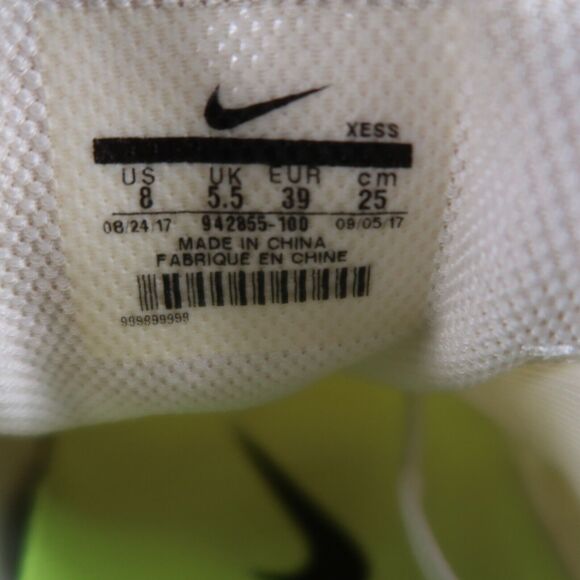 XESS
US UK EUR cm
8 5.5 39 25
08/24/17 942855-100 09/05/17
MADE IN CHINA
FABRIQUE EN CHINE
999899998